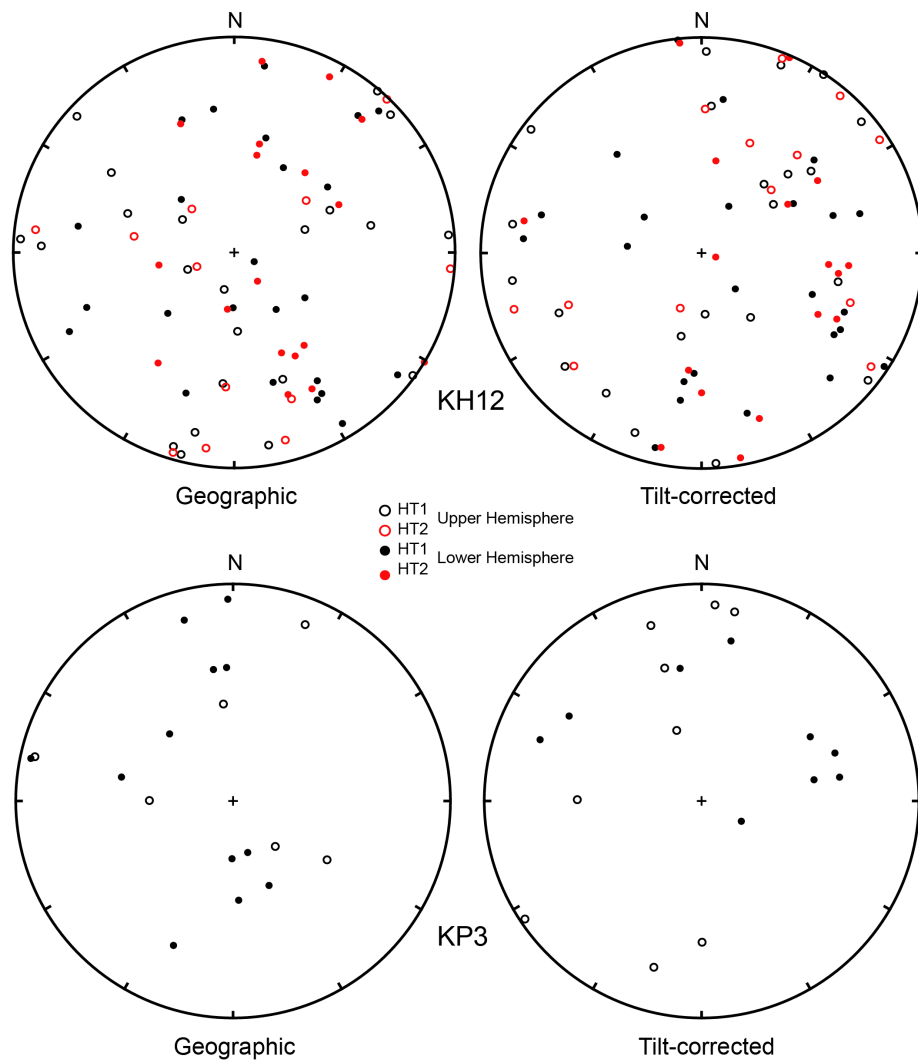 N
N
KH12
Geographic
Tilt-corrected
HT1
Upper Hemisphere
HT2
HT1
Lower Hemisphere
HT2
N
N
KP3
Geographic
Tilt-corrected